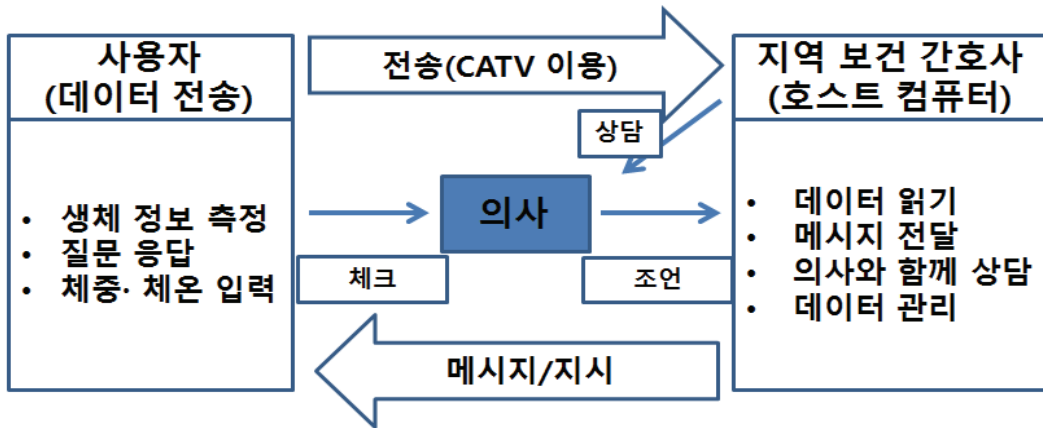 사용자
(데이터 전송)
• 생체 정보 측정
• 질문 응답
• 체중· 체온 입력
전송(CATV 이용)
상담
의사
체크
조언
메시지/지시
지역 보건 간호사
(호스트 컴퓨터)
• 데이터 읽기
• 메시지 전달
• 의사와 함께 상담
• 데이터 관리